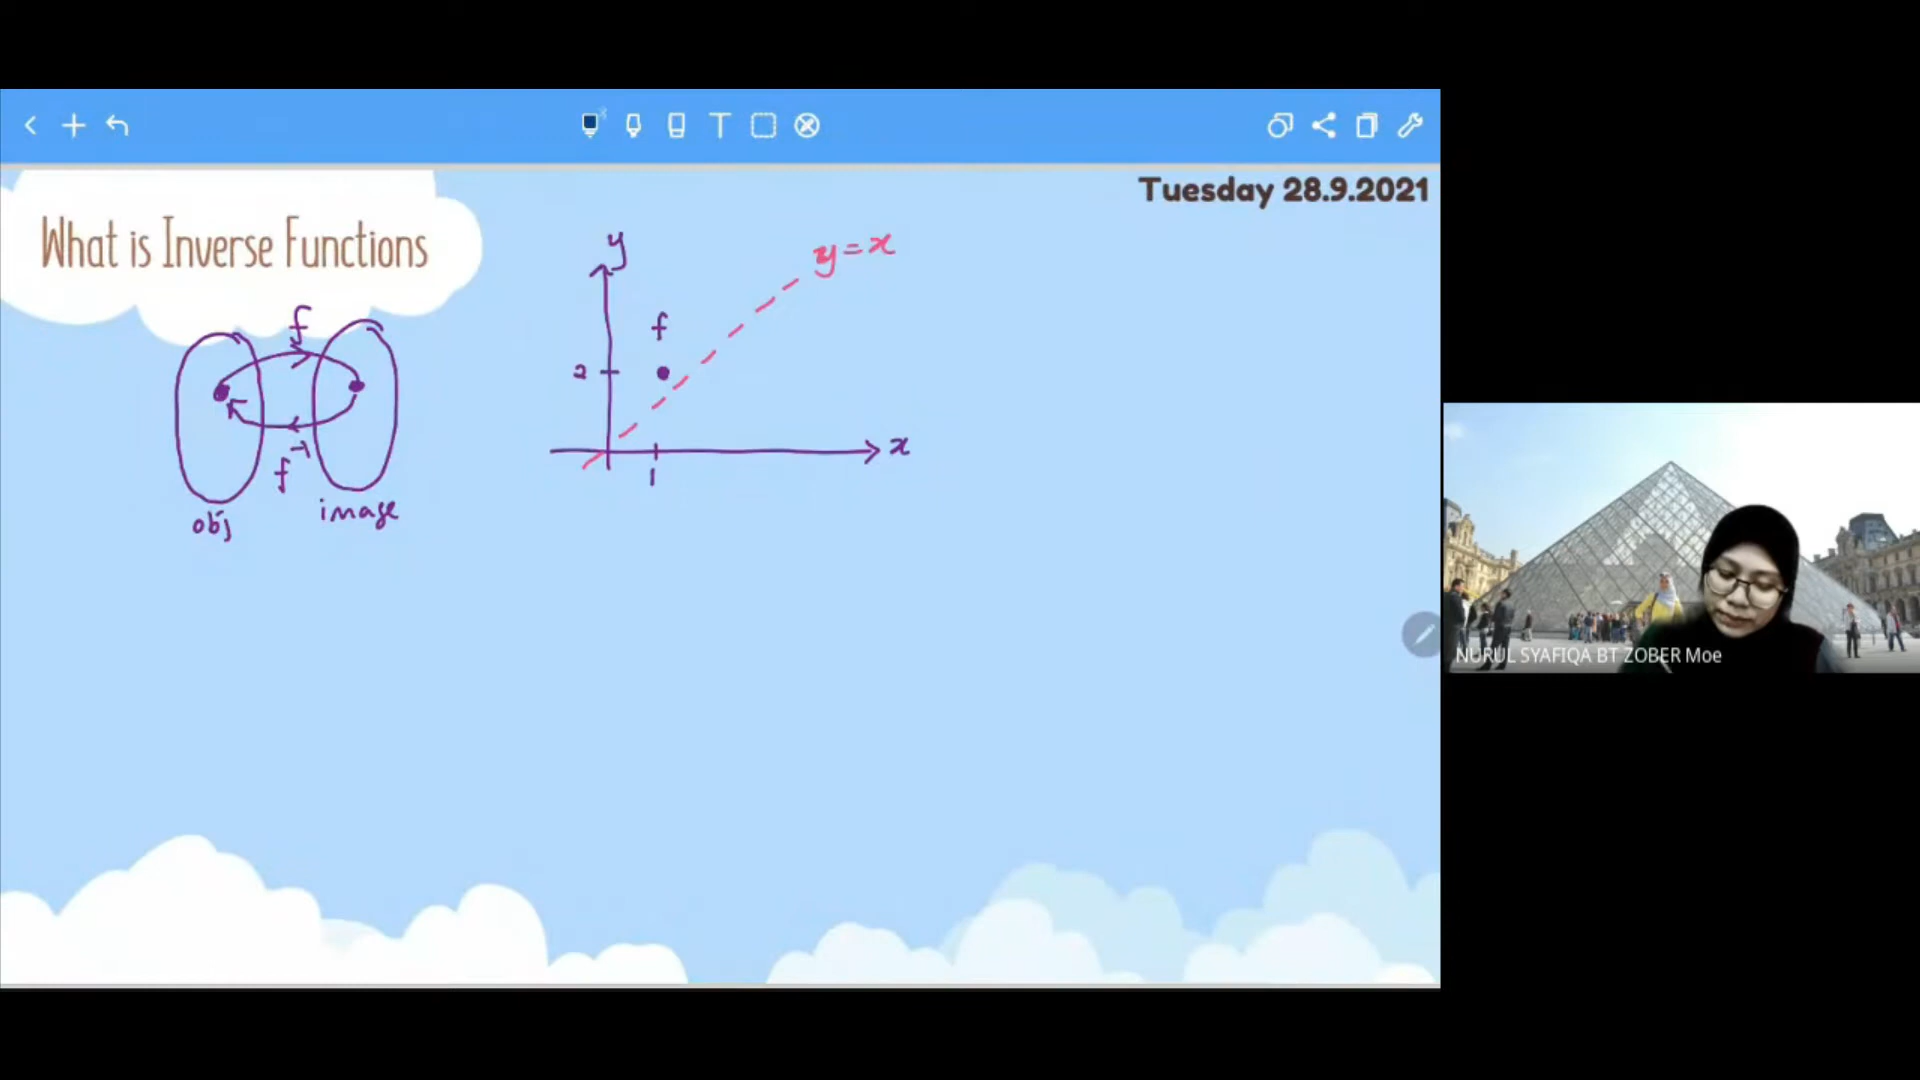 Tuesday 28.9.2021
What is Inverse Functions
y
y=x
f
f
2
x
1
f⁻¹
obj
image
NURUL SYAFIQA BT ZOBER Moe